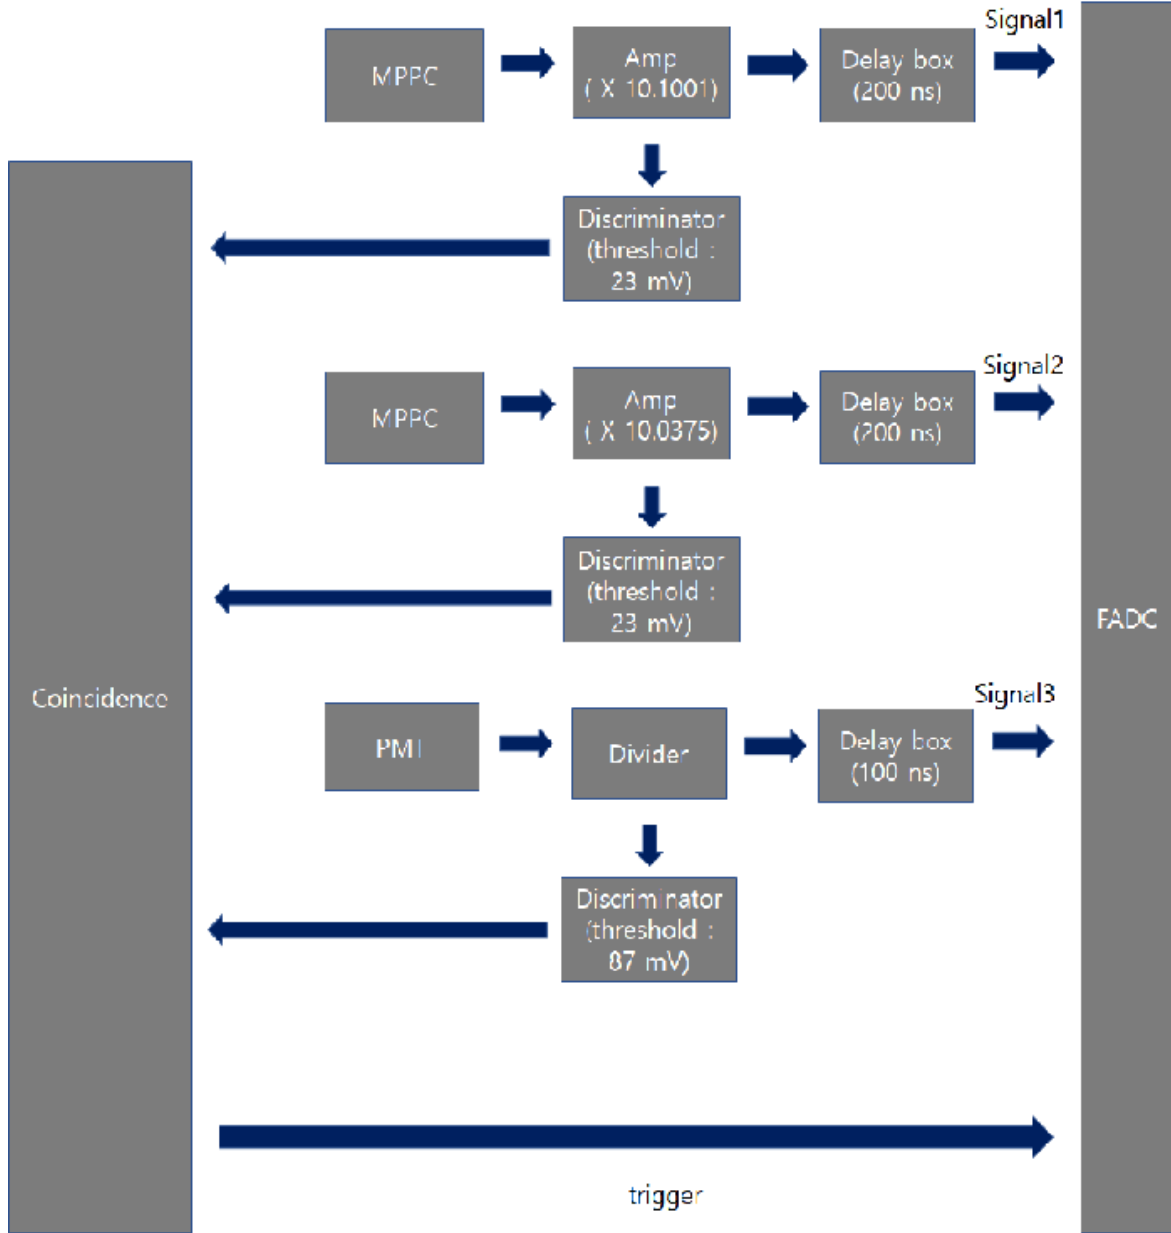 Signal1
MPPC
Amp
( X 10.1001)
Delay box
(200 ns)
Discriminator
(threshold :
23 mV)
Signal2
MPPC
Amp
( X 10.0375)
Delay box
(200 ns)
Discriminator
(threshold :
23 mV)
FADC
Coincidence
Signal3
PMT
Divider
Delay box
(100 ns)
Discriminator
(threshold :
87 mV)
trigger